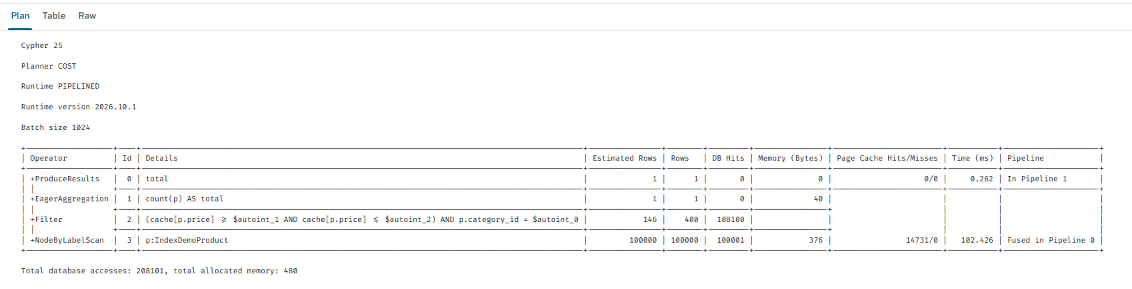 Plan Table Raw
Cypher 25
Planner COST
Runtime PIPELINED
Runtime version 2026.10.1
Batch size 1024
| Operator | Id | Details | Estimated Rows | Rows | DB Hits | Memory (Bytes) | Page Cache Hits/Misses | Time (ms) | Pipeline |
| +ProduceResults | 0 | total | 1 | 1 | 0 | 0 | 0/0 | 0.262 | In Pipeline 1 |
| +EagerAggregation | 1 | count(p) AS total | 1 | 1 | 0 | 40 | | | |
| +Filter | 2 | (cache[p.price] ⩾ $autoint_1 AND cache[p.price] ⩽ $autoint_2) AND p.category_id = $autoint_0 | 146 | 400 | 108100 | | | | |
| +NodeByLabelScan | 3 | p:IndexDemoProduct | 100000 | 100000 | 100001 | 376 | 14731/0 | 102.426 | Fused in Pipeline 0 |
Total database accesses: 208101, total allocated memory: 480